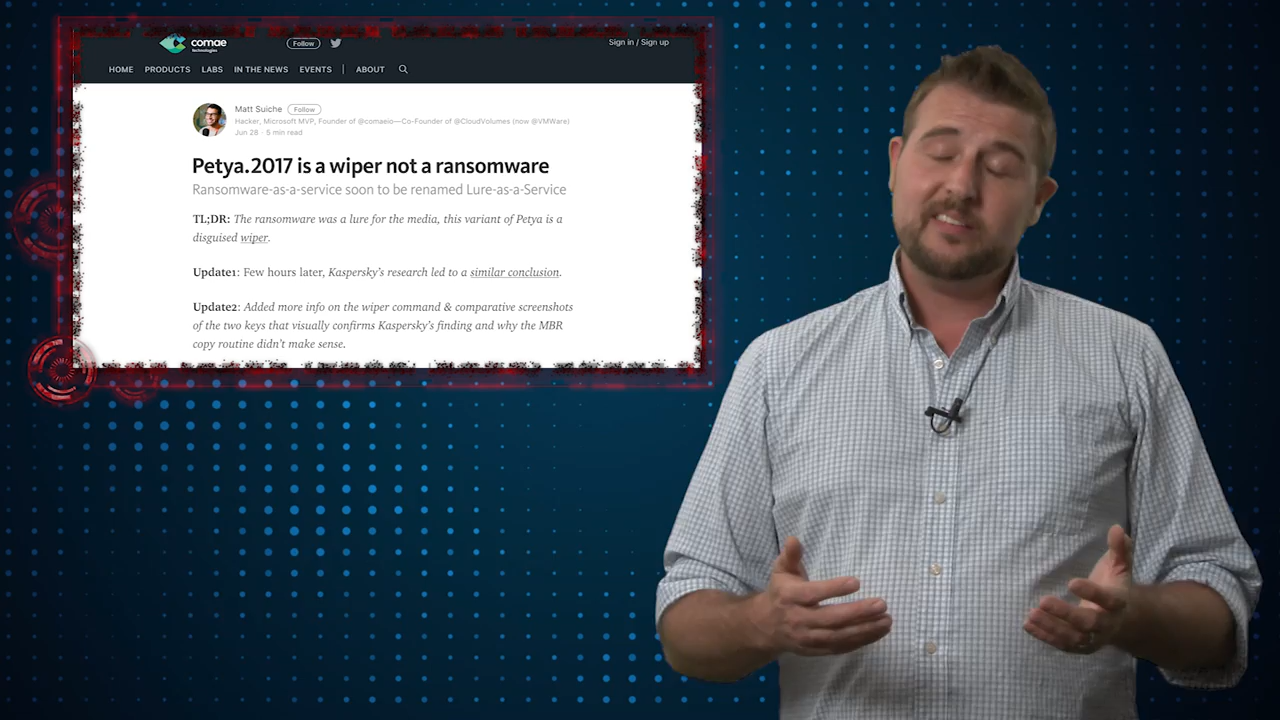 comae
technologies
Follow
Sign in / Sign up
HOME PRODUCTS LABS IN THE NEWS EVENTS | ABOUT
Matt Suiche Follow
Hacker, Microsoft MVP, Founder of @comaeio—Co-Founder of @CloudVolumes (now @VMWare)
Jun 28 · 5 min read
Petya.2017 is a wiper not a ransomware
Ransomware-as-a-service soon to be renamed Lure-as-a-Service
TL;DR: The ransomware was a lure for the media, this variant of Petya is a
disguised wiper.
Update1: Few hours later, Kaspersky's research led to a similar conclusion.
Update2: Added more info on the wiper command & comparative screenshots
of the two keys that visually confirms Kaspersky's finding and why the MBR
copy routine didn't make sense.